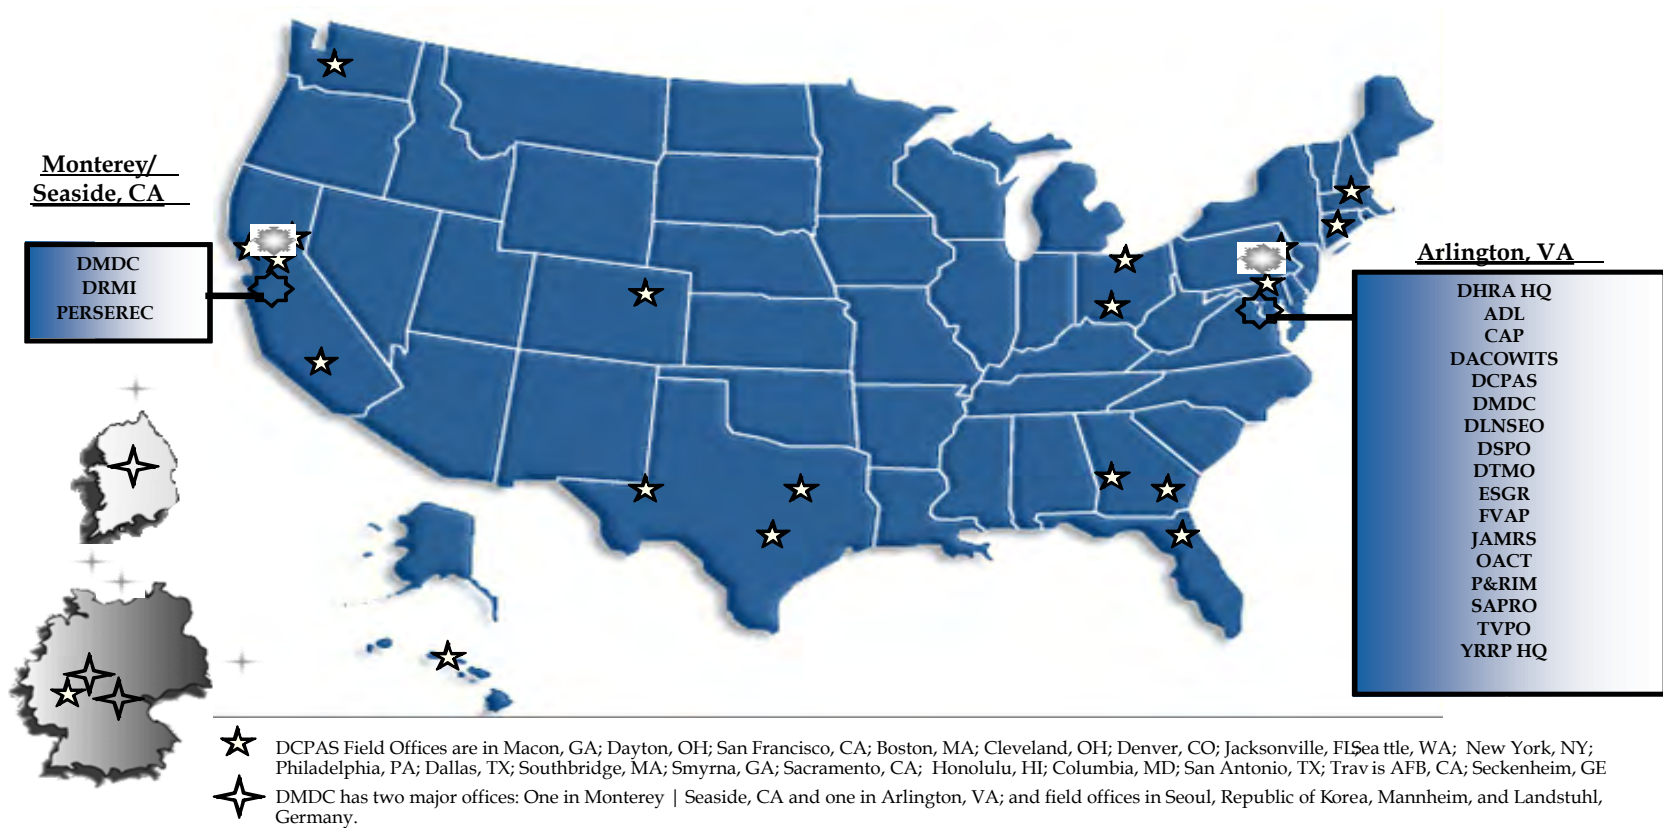 Monterey/
Seaside, CA
DMDC
DRMI
PERSEREC
Arlington, VA
DHRA HQ
ADL
CAP
DACOWITS
DCPAS
DMDC
DLNSEO
DSPO
DTMO
ESGR
FVAP
JAMRS
OACT
P&RIM
SAPRO
TVPO
YRRP HQ
DCPAS Field Offices are in Macon, GA; Dayton, OH; San Francisco, CA; Boston, MA; Cleveland, OH; Denver, CO; Jacksonville, FL; Sea ttle, WA; New York, NY;
Philadelphia, PA; Dallas, TX; Southbridge, MA; Smyrna, GA; Sacramento, CA; Honolulu, HI; Columbia, MD; San Antonio, TX; Trav is AFB, CA; Seckenheim, GE
DMDC has two major offices: One in Monterey | Seaside, CA and one in Arlington, VA; and field offices in Seoul, Republic of Korea, Mannheim, and Landstuhl,
Germany.